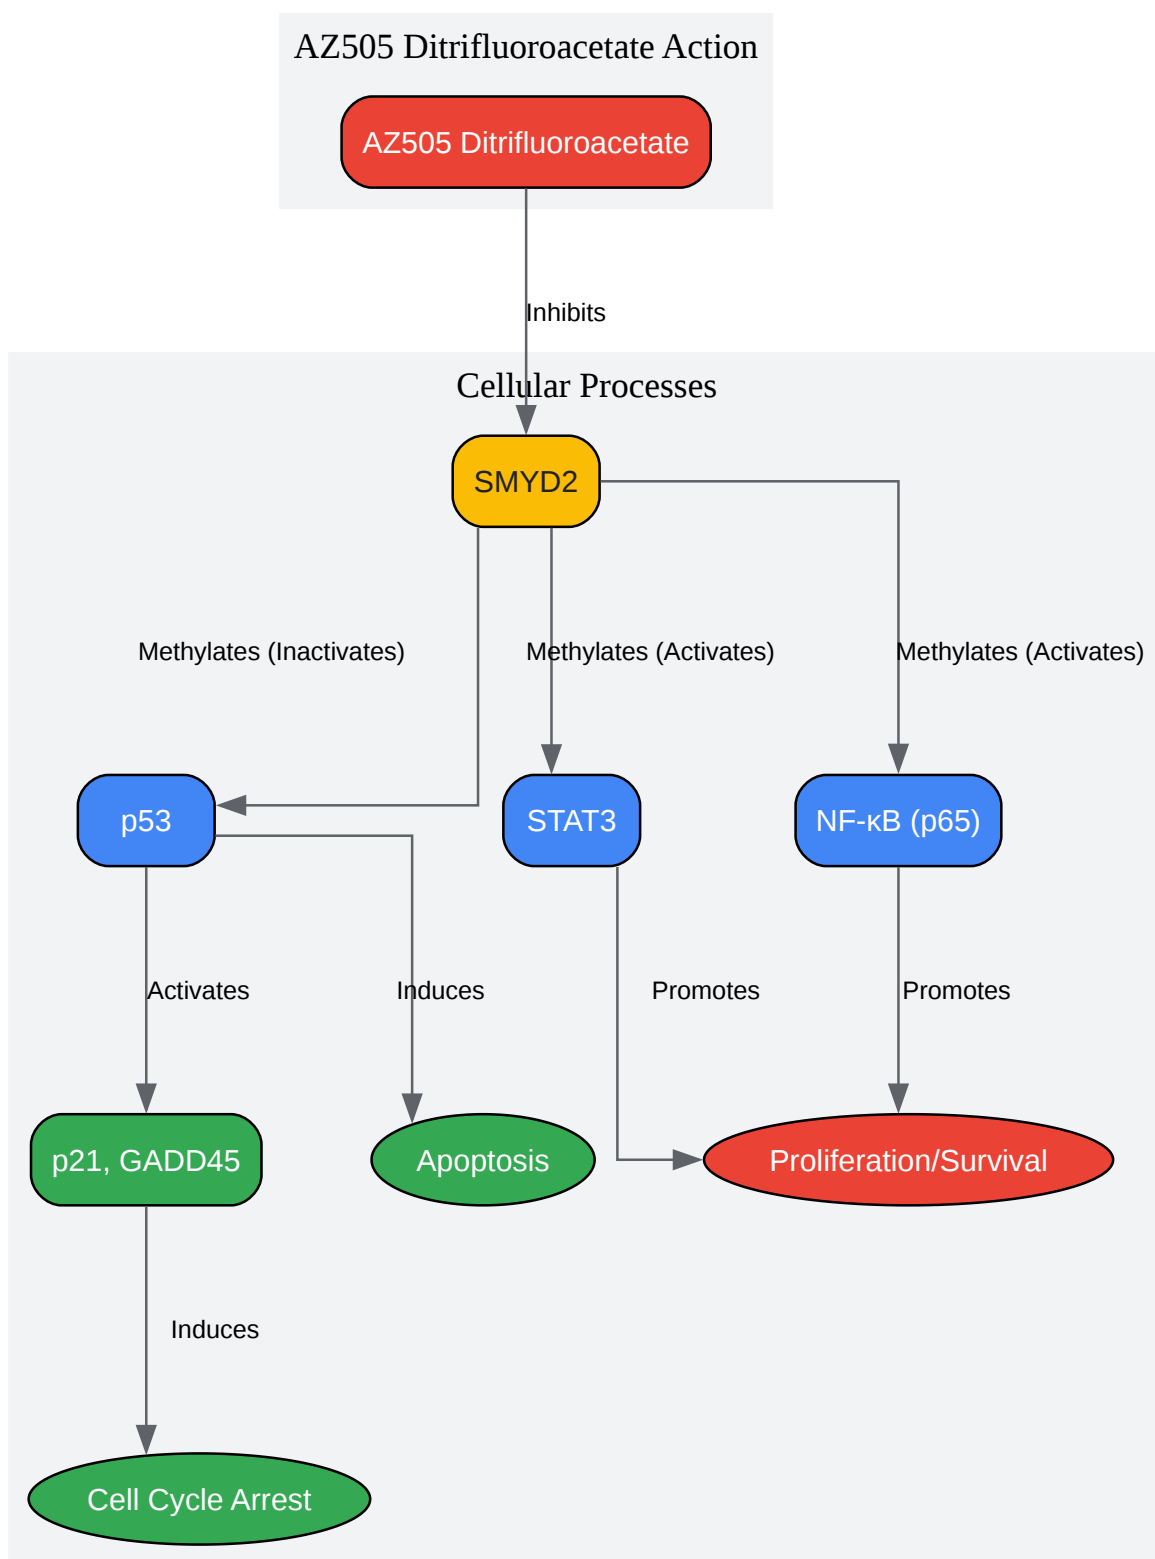 AZ505 Ditrifluoroacetate Action
AZ505 Ditrifluoroacetate
Inhibits
Cellular Processes
SMYD2
Methylates (Inactivates)
Methylates (Activates)
Methylates (Activates)
p53
STAT3
NF-κB (p65)
Activates
Induces
Promotes
Promotes
p21, GADD45
Apoptosis
Proliferation/Survival
Induces
Cell Cycle Arrest